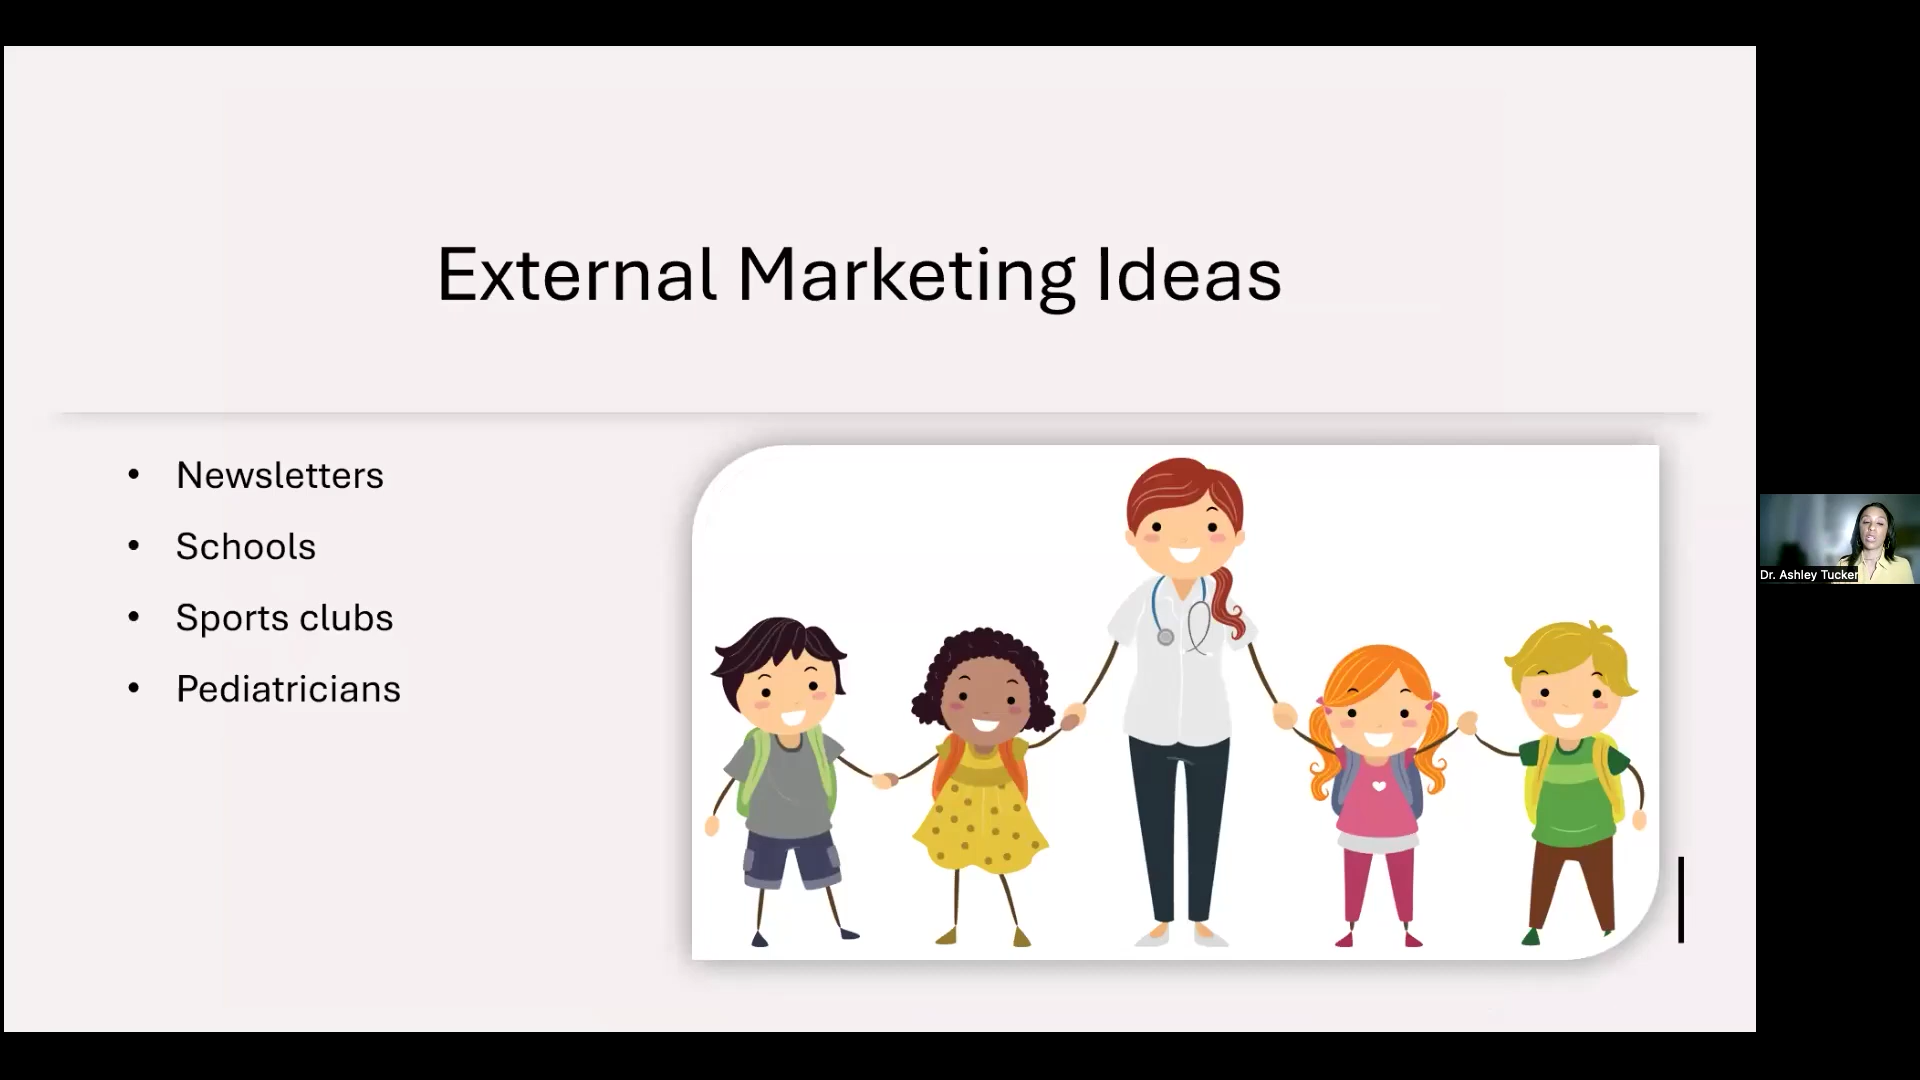 External Marketing Ideas
• Newsletters
• Schools
• Sports clubs
• Pediatricians
Dr. Ashley Tucker